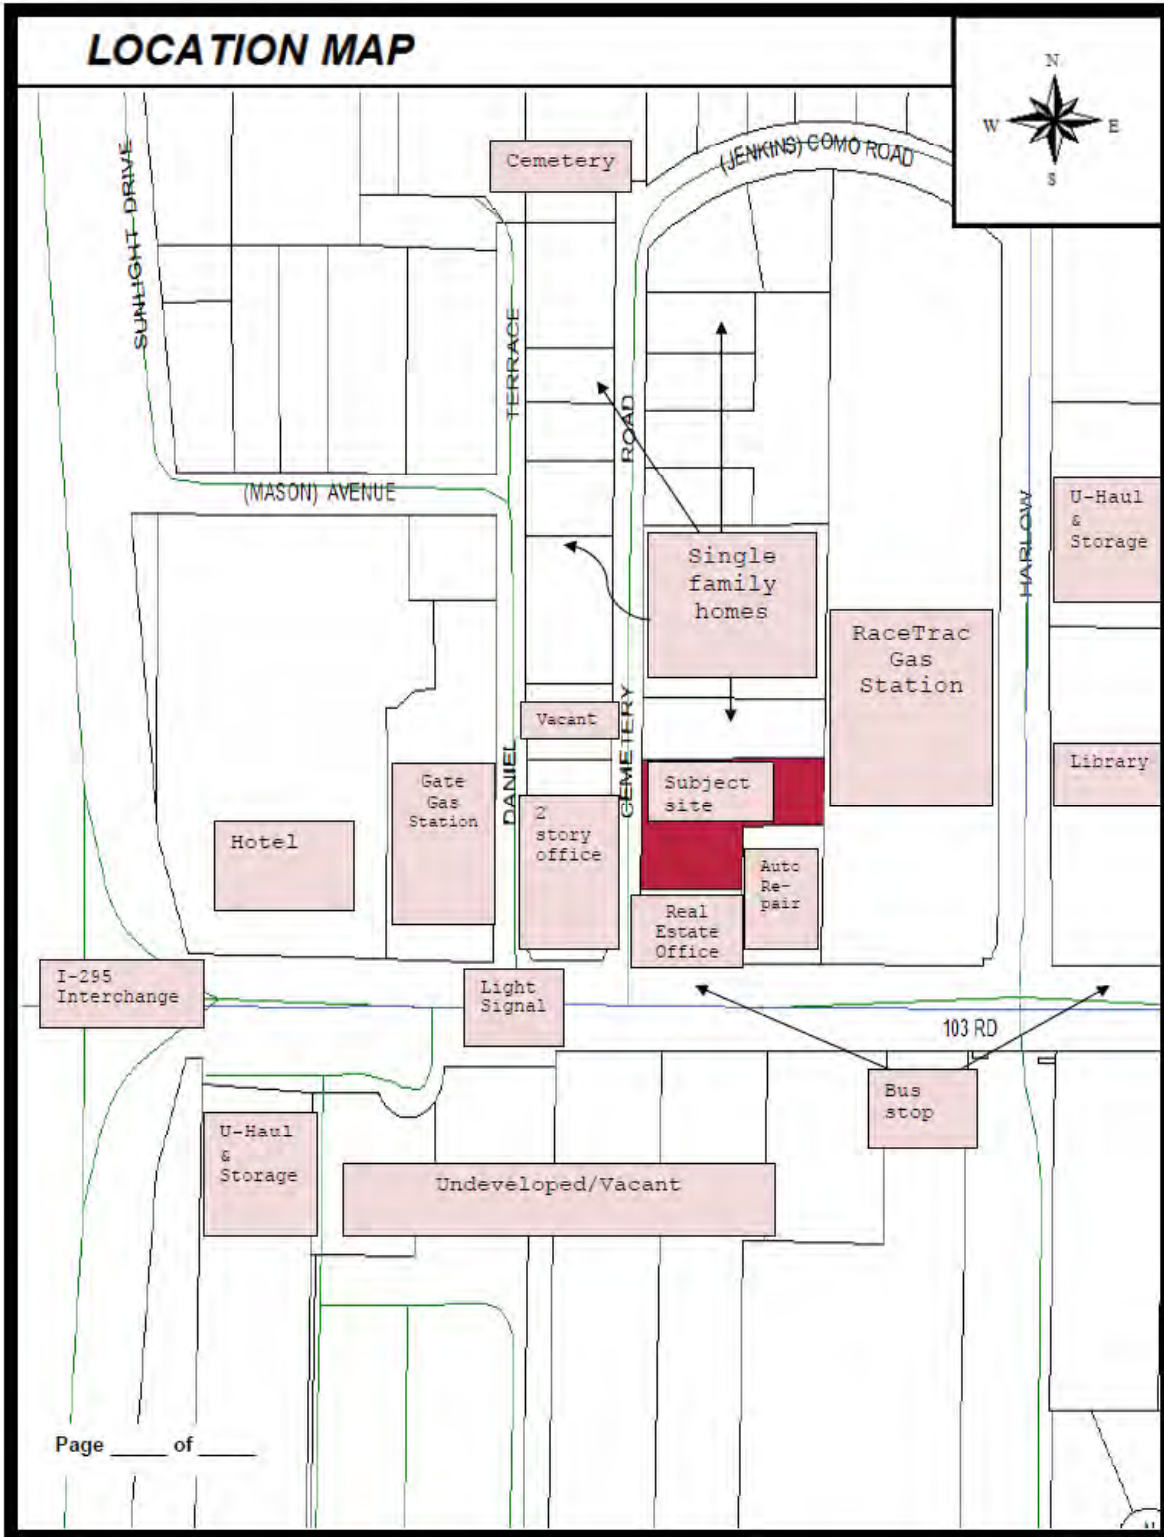 LOCATION MAP
N
W
E
S
Cemetery
(JENKINS) COMO ROAD
SUNLIGHT DRIVE
TERRACE
ROAD
(MASON) AVENUE
HARLOW
U-Haul
&
Storage
Single
family
homes
RaceTrac
Gas
Station
Vacant
CEMETERY
DANIEL
Library
Gate
Gas
Station
Subject
site
Hotel
2
story
office
Auto
Re-
pair
Real
Estate
Office
I-295
Interchange
Light
Signal
103 RD
Bus
stop
U-Haul
&
Storage
Undeveloped/Vacant
Page _____ of _____